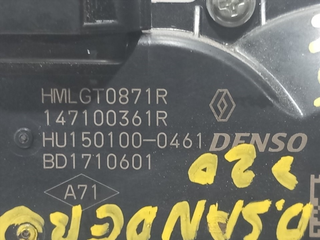 HMLGT0871R
147100361R
HU150100-0461 DENSO
BD1710601
A71
D.SANDERO